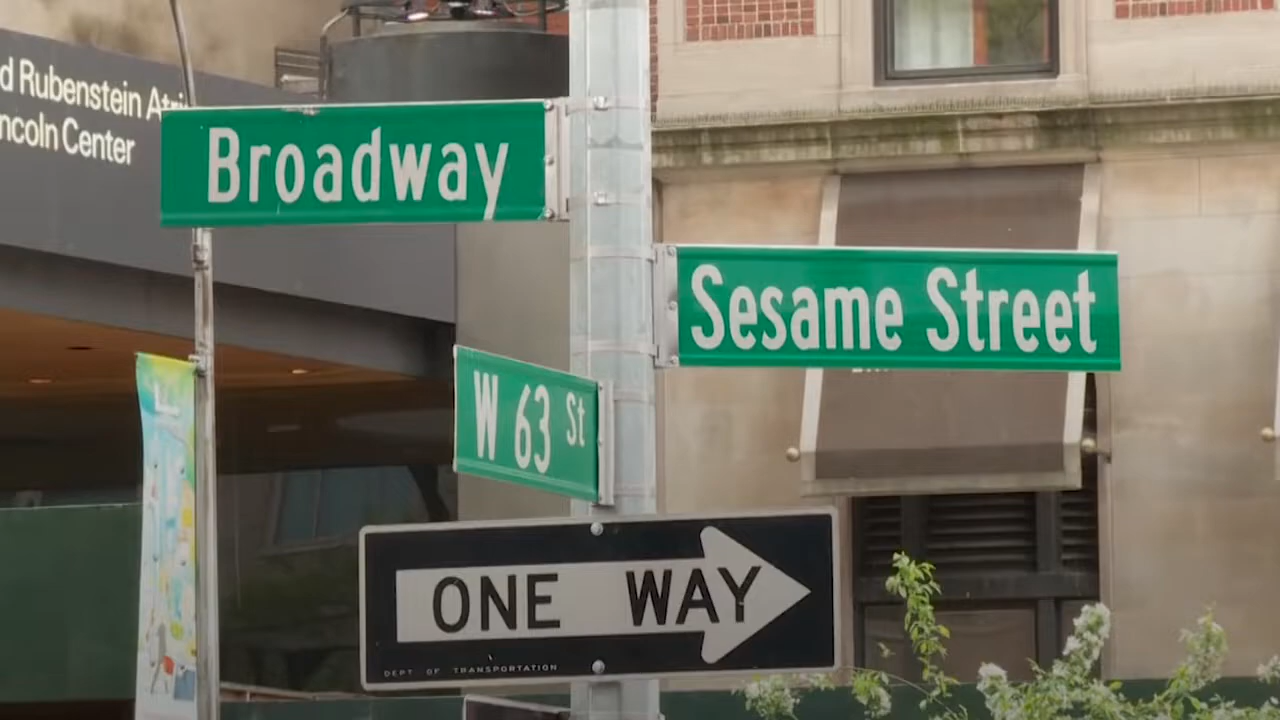 d Rubenstein Atri
ncoln Center
Broadway
Sesame Street
W 63 St
ONE WAY
DEPT OF TRANSPORTATION